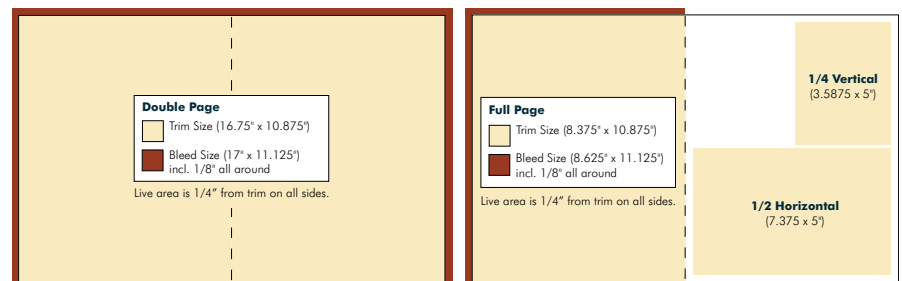 Double Page
Trim Size (16.75" x 10.875")
Bleed Size (17" x 11.125")
incl. 1/8" all around
Live area is 1/4” from trim on all sides.
Full Page
Trim Size (8.375" x 10.875")
Bleed Size (8.625" x 11.125")
incl. 1/8" all around
Live area is 1/4” from trim on all sides.
1/4 Vertical
(3.5875 x 5")
1/2 Horizontal
(7.375 x 5")